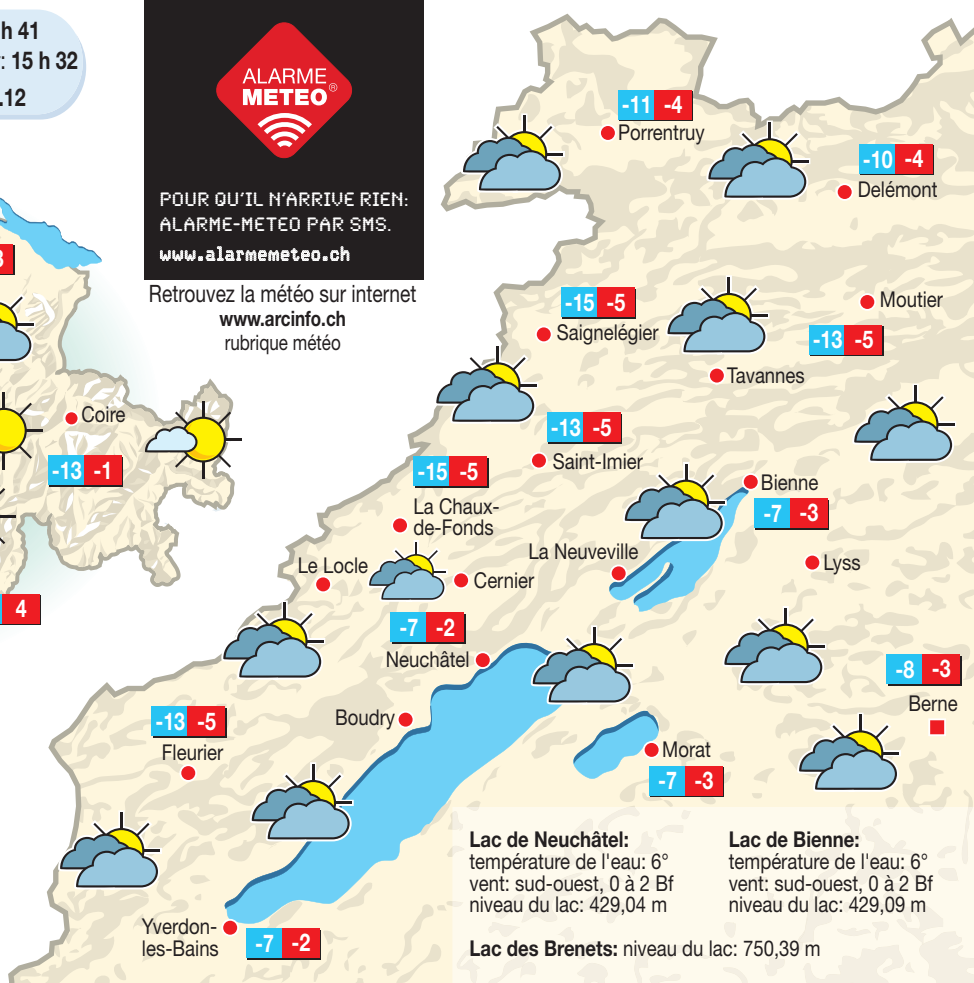 h 41
: 15 h 32
.12
ALARME
METEO®
POUR QU'IL N'ARRIVE RIEN:
ALARME-METEO PAR SMS.
www.alarmemeteo.ch
Retrouvez la météo sur internet
www.arcinfo.ch
rubrique météo
-11 -4
Porrentruy
-10 -4
Delémont
-15 -5
Saignelégier
Moutier
-13 -5
Tavannes
Coire
-13 -1
4
-13 -5
Saint-Imier
-15 -5
La Chaux-
de-Fonds
Bienne
-7 -3
La Neuveville
Lyss
Le Locle
Cernier
-7 -2
Neuchâtel
-8 -3
Berne
-13 -5
Fleurier
Boudry
Morat
-7 -3
Yverdon-
les-Bains
-7 -2
Lac de Neuchâtel:
température de l'eau: 6°
vent: sud-ouest, 0 à 2 Bf
niveau du lac: 429,04 m
Lac de Bienne:
température de l'eau: 6°
vent: sud-ouest, 0 à 2 Bf
niveau du lac: 429,09 m
Lac des Brenets: niveau du lac: 750,39 m